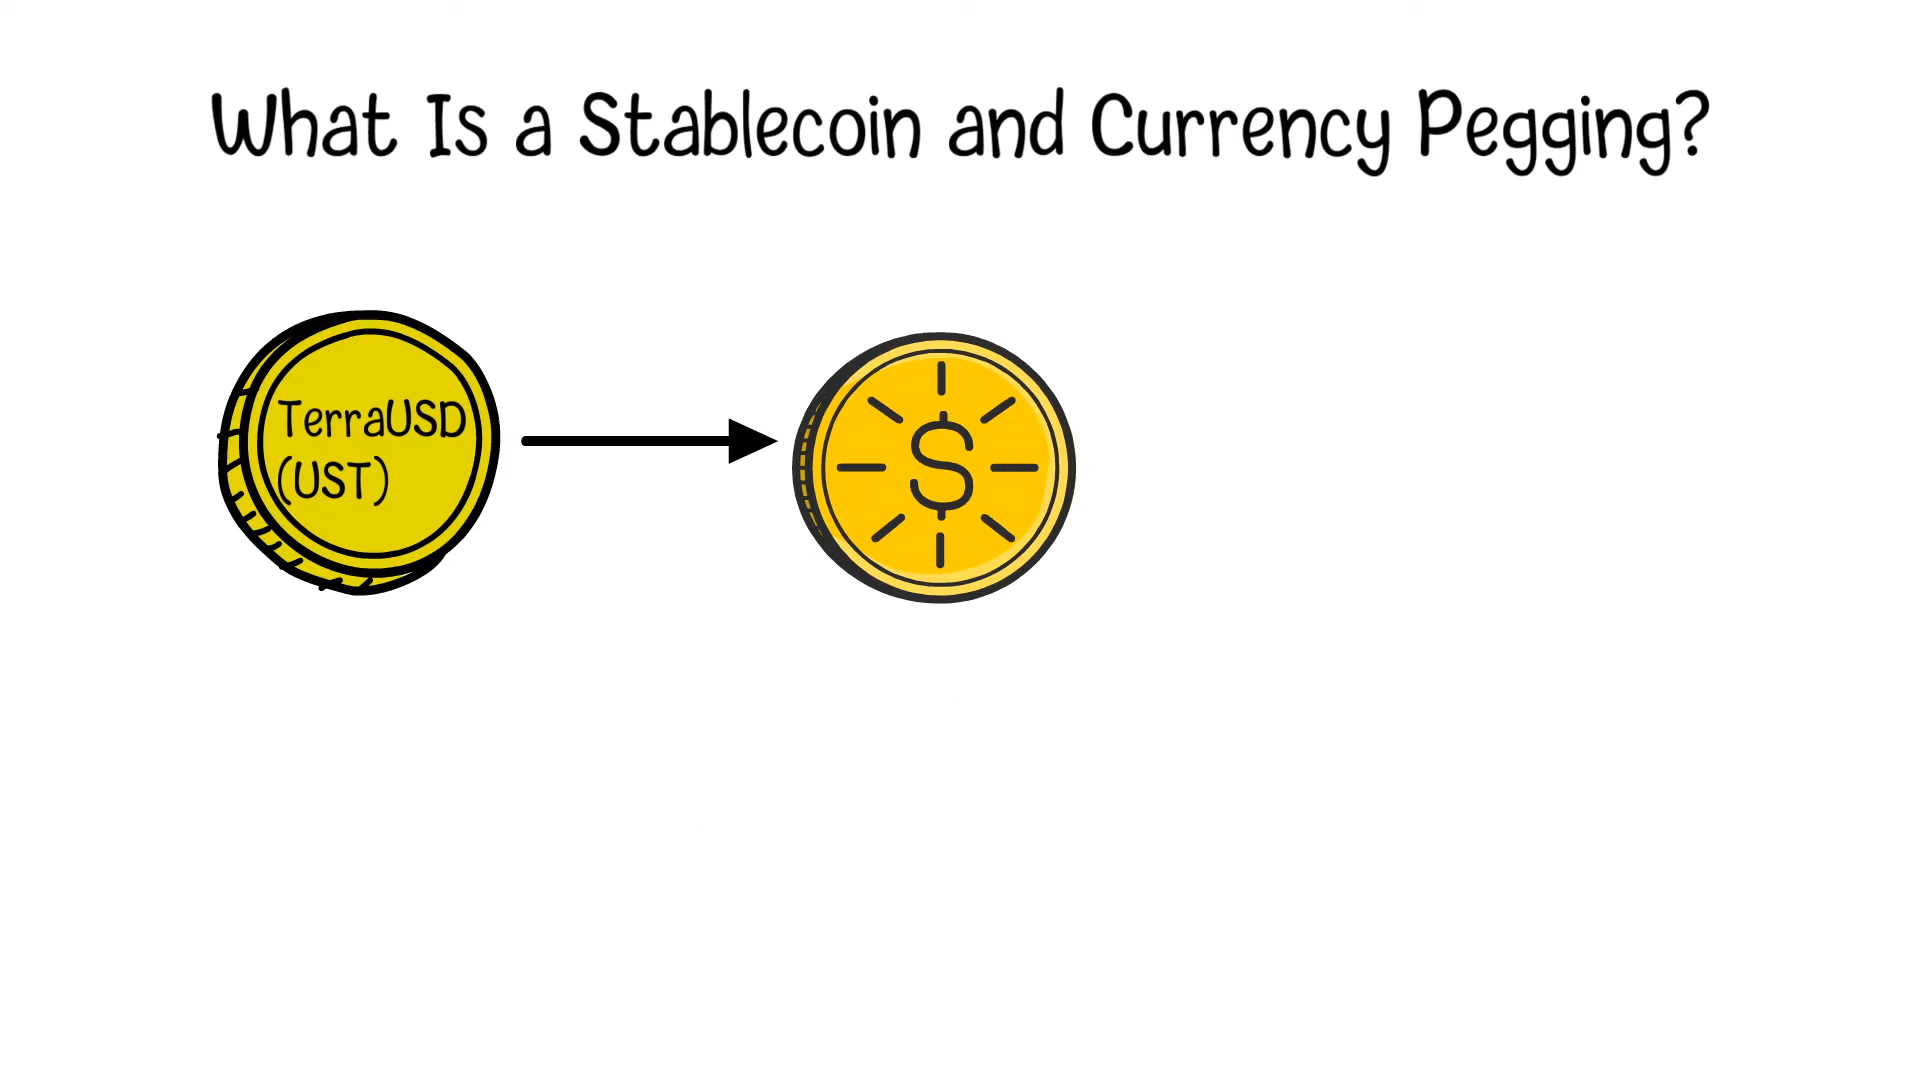 What Is a Stablecoin and Currency Pegging?
TerraUSD
(UST)
$